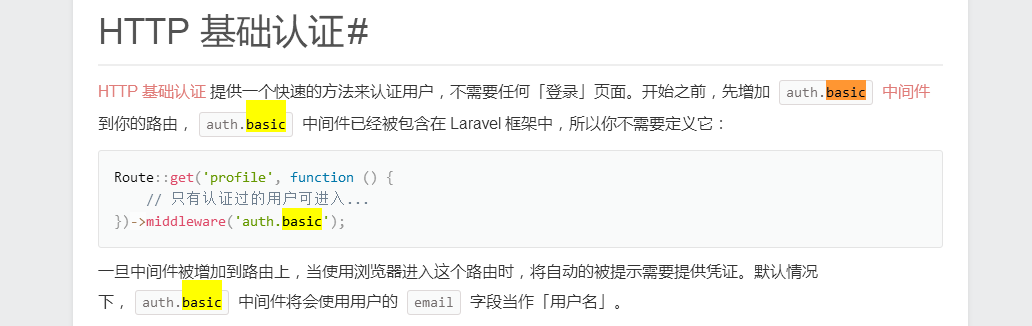 HTTP 基础认证#
HTTP 基础认证 提供一个快速的方法来认证用户，不需要任何「登录」页面。开始之前，先增加 auth.basic 中间件
到你的路由， auth.basic 中间件已经被包含在 Laravel 框架中，所以你不需要定义它：
Route::get('profile', function () {
    // 只有认证过的用户可进入...
})->middleware('auth.basic');
一旦中间件被增加到路由上，当使用浏览器进入这个路由时，将自动的被提示需要提供凭证。默认情况
下， auth.basic 中间件将会使用用户的 email 字段当作「用户名」。